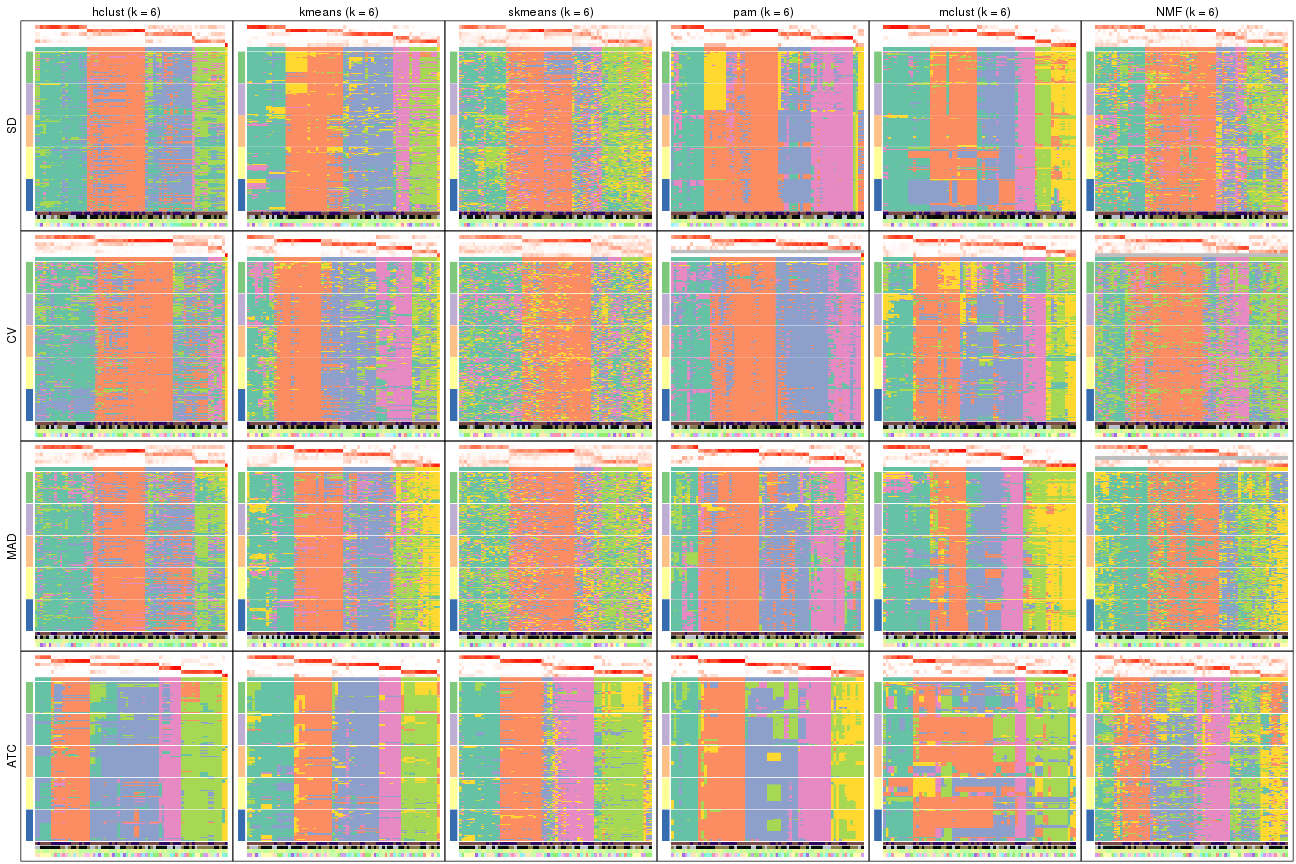 hclust (k = 6) kmeans (k = 6) skmeans (k = 6) pam (k = 6) mclust (k = 6) NMF (k = 6)
SD
CV
MAD
ATC